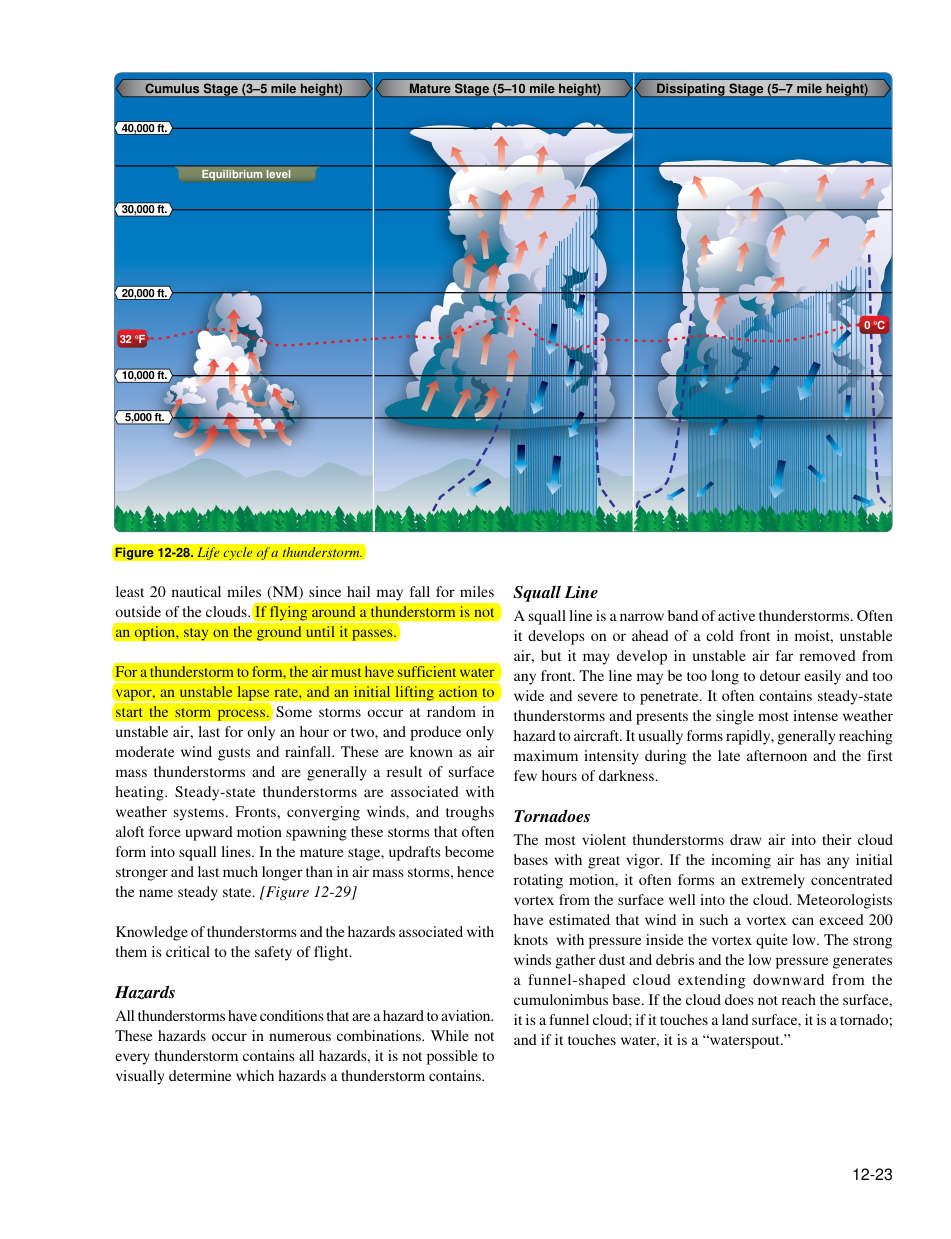 Cumulus Stage (3–5 mile height)
Mature Stage (5–10 mile height)
Dissipating Stage (5–7 mile height)
40,000 ft.
Equilibrium level
30,000 ft.
20,000 ft.
32 °F
0 °C
10,000 ft.
5,000 ft.
Figure 12-28. Life cycle of a thunderstorm.
least 20 nautical miles (NM) since hail may fall for miles
outside of the clouds. If flying around a thunderstorm is not
an option, stay on the ground until it passes.
For a thunderstorm to form, the air must have sufficient water
vapor, an unstable lapse rate, and an initial lifting action to
start the storm process. Some storms occur at random in
unstable air, last for only an hour or two, and produce only
moderate wind gusts and rainfall. These are known as air
mass thunderstorms and are generally a result of surface
heating. Steady-state thunderstorms are associated with
weather systems. Fronts, converging winds, and troughs
aloft force upward motion spawning these storms that often
form into squall lines. In the mature stage, updrafts become
stronger and last much longer than in air mass storms, hence
the name steady state. [Figure 12-29]
Knowledge of thunderstorms and the hazards associated with
them is critical to the safety of flight.
Hazards
All thunderstorms have conditions that are a hazard to aviation.
These hazards occur in numerous combinations. While not
every thunderstorm contains all hazards, it is not possible to
visually determine which hazards a thunderstorm contains.
Squall Line
A squall line is a narrow band of active thunderstorms. Often
it develops on or ahead of a cold front in moist, unstable
air, but it may develop in unstable air far removed from
any front. The line may be too long to detour easily and too
wide and severe to penetrate. It often contains steady-state
thunderstorms and presents the single most intense weather
hazard to aircraft. It usually forms rapidly, generally reaching
maximum intensity during the late afternoon and the first
few hours of darkness.
Tornadoes
The most violent thunderstorms draw air into their cloud
bases with great vigor. If the incoming air has any initial
rotating motion, it often forms an extremely concentrated
vortex from the surface well into the cloud. Meteorologists
have estimated that wind in such a vortex can exceed 200
knots with pressure inside the vortex quite low. The strong
winds gather dust and debris and the low pressure generates
a funnel-shaped cloud extending downward from the
cumulonimbus base. If the cloud does not reach the surface,
it is a funnel cloud; if it touches a land surface, it is a tornado;
and if it touches water, it is a “waterspout.”
12-23